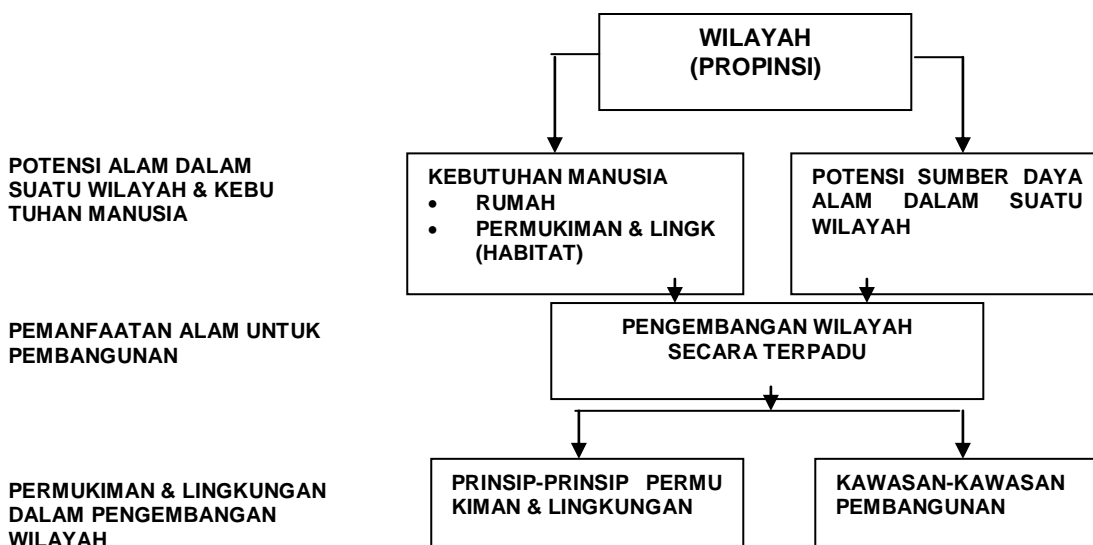 WILAYAH
(PROPINSI)
POTENSI ALAM DALAM
SUATU WILAYAH & KEBU
TUHAN MANUSIA
KEBUTUHAN MANUSIA
• RUMAH
• PERMUKIMAN & LINGK
(HABITAT)
POTENSI SUMBER DAYA
ALAM DALAM SUATU
WILAYAH
PEMANFAATAN ALAM UNTUK
PEMBANGUNAN
PENGEMBANGAN WILAYAH
SECARA TERPADU
PERMUKIMAN & LINGKUNGAN
DALAM PENGEMBANGAN
WILAYAH
PRINSIP-PRINSIP PERMU
KIMAN & LINGKUNGAN
KAWASAN-KAWASAN
PEMBANGUNAN